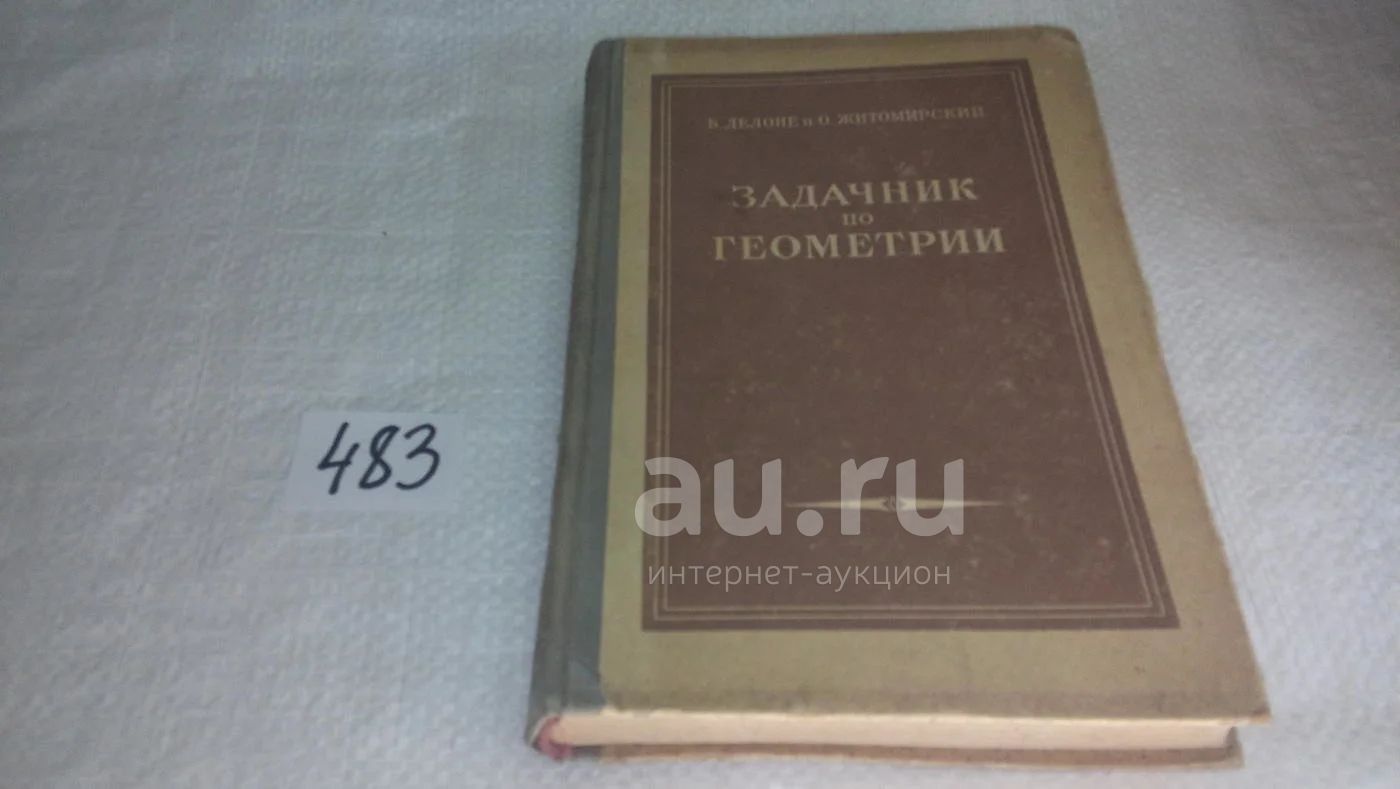 Б. ДЕЛОНЕ и О. ЖИТОМИРСКИЙ
ЗАДАЧНИК
ПО
ГЕОМЕТРИИ
483
au.ru
интернет-аукцион